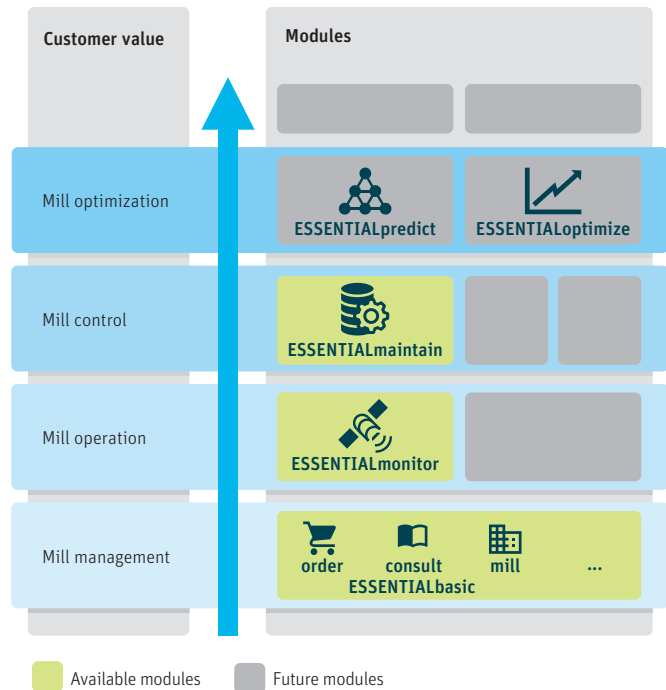 Customer value
Modules
Mill optimization
ESSENTIALpredict
ESSENTIALoptimize
Mill control
ESSENTIALmaintain
Mill operation
ESSENTIALmonitor
Mill management
order consult mill ...
ESSENTIALbasic
Available modules
Future modules